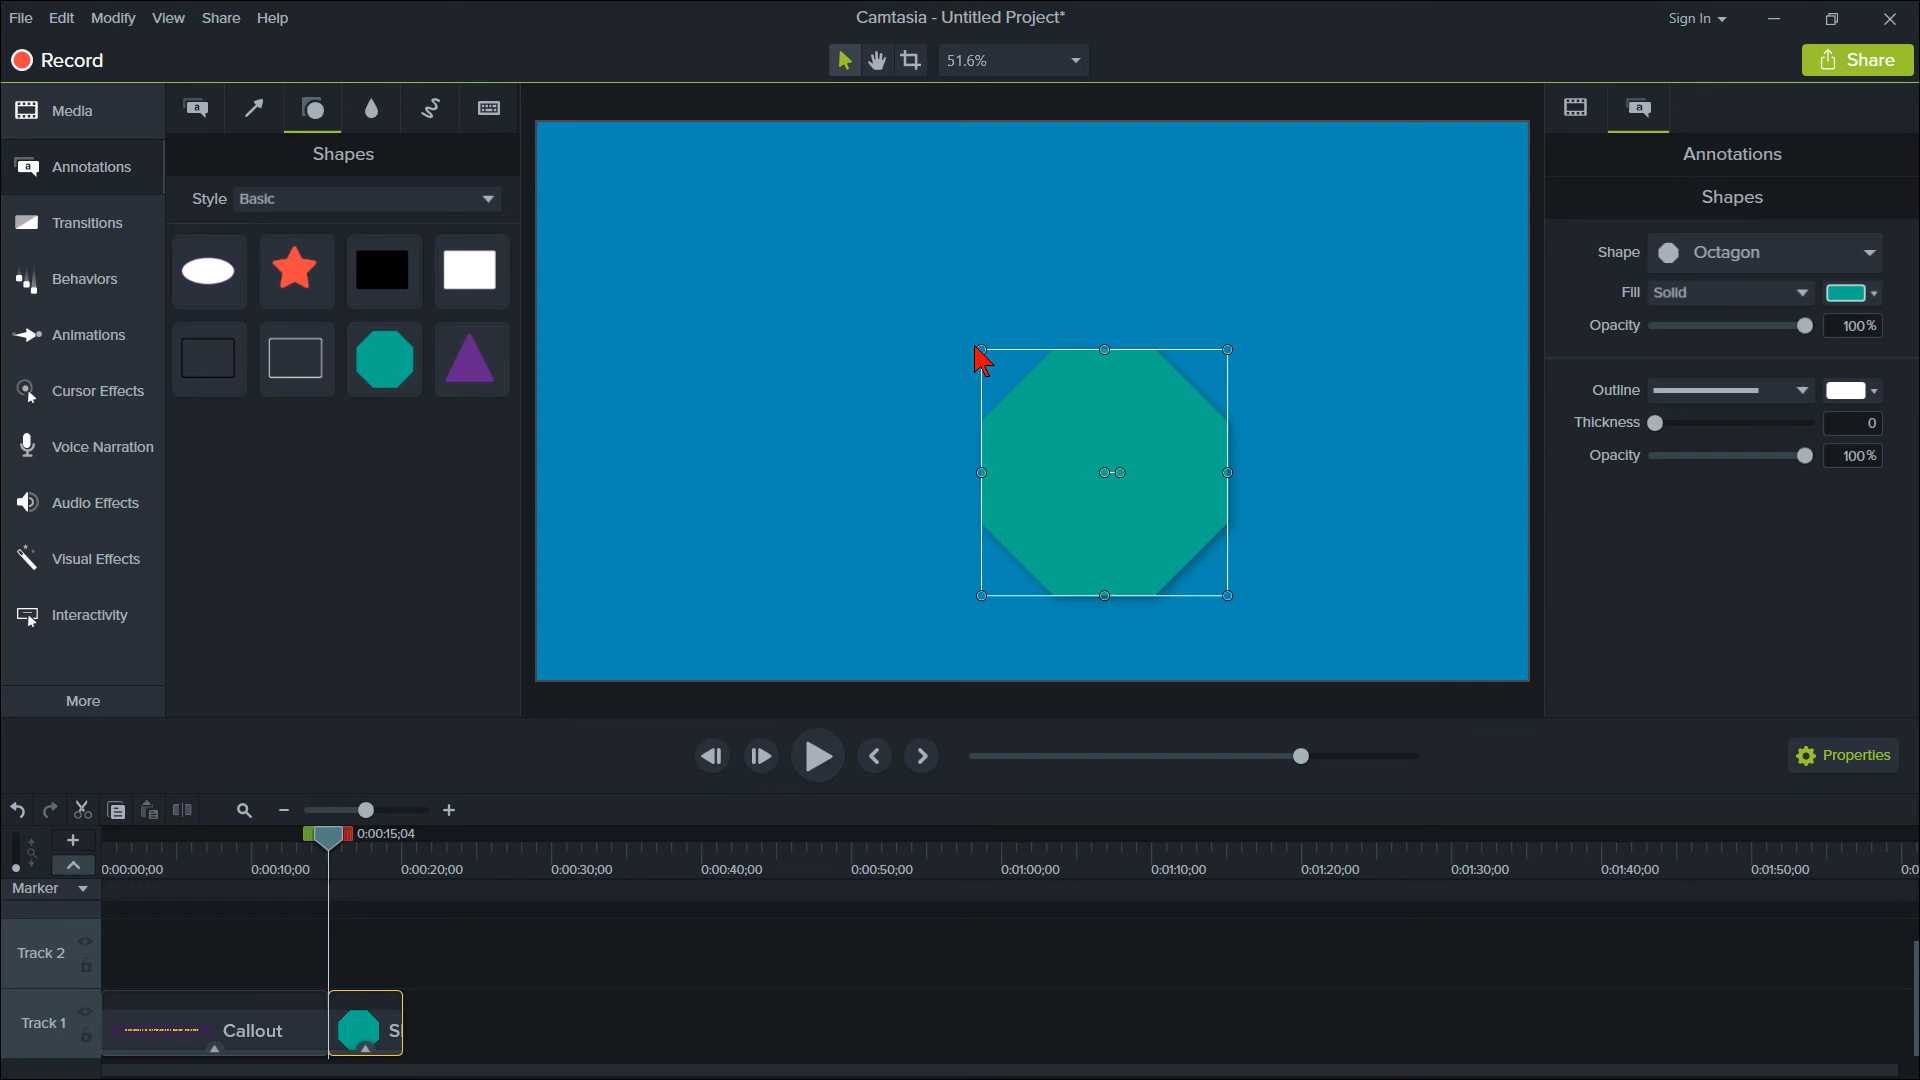 File Edit Modify View Share Help
Camtasia - Untitled Project*
Sign In
Record
51.6%
Share
Media
Annotations
Transitions
Behaviors
Animations
Cursor Effects
Voice Narration
Audio Effects
Visual Effects
Interactivity
More
a
Shapes
Style Basic
a
Annotations
Shapes
Shape Octagon
Fill Solid
Opacity 100%
Outline
Thickness 0
Opacity 100%
Properties
0:00:15;04
0:00:00;00 0:00:10;00 0:00:20;00 0:00:30;00 0:00:40;00 0:00:50;00 0:01:00;00 0:01:10;00 0:01:20;00 0:01:30;00 0:01:40;00 0:01:50;00 0:0
Marker
Track 2
Track 1
Callout
S